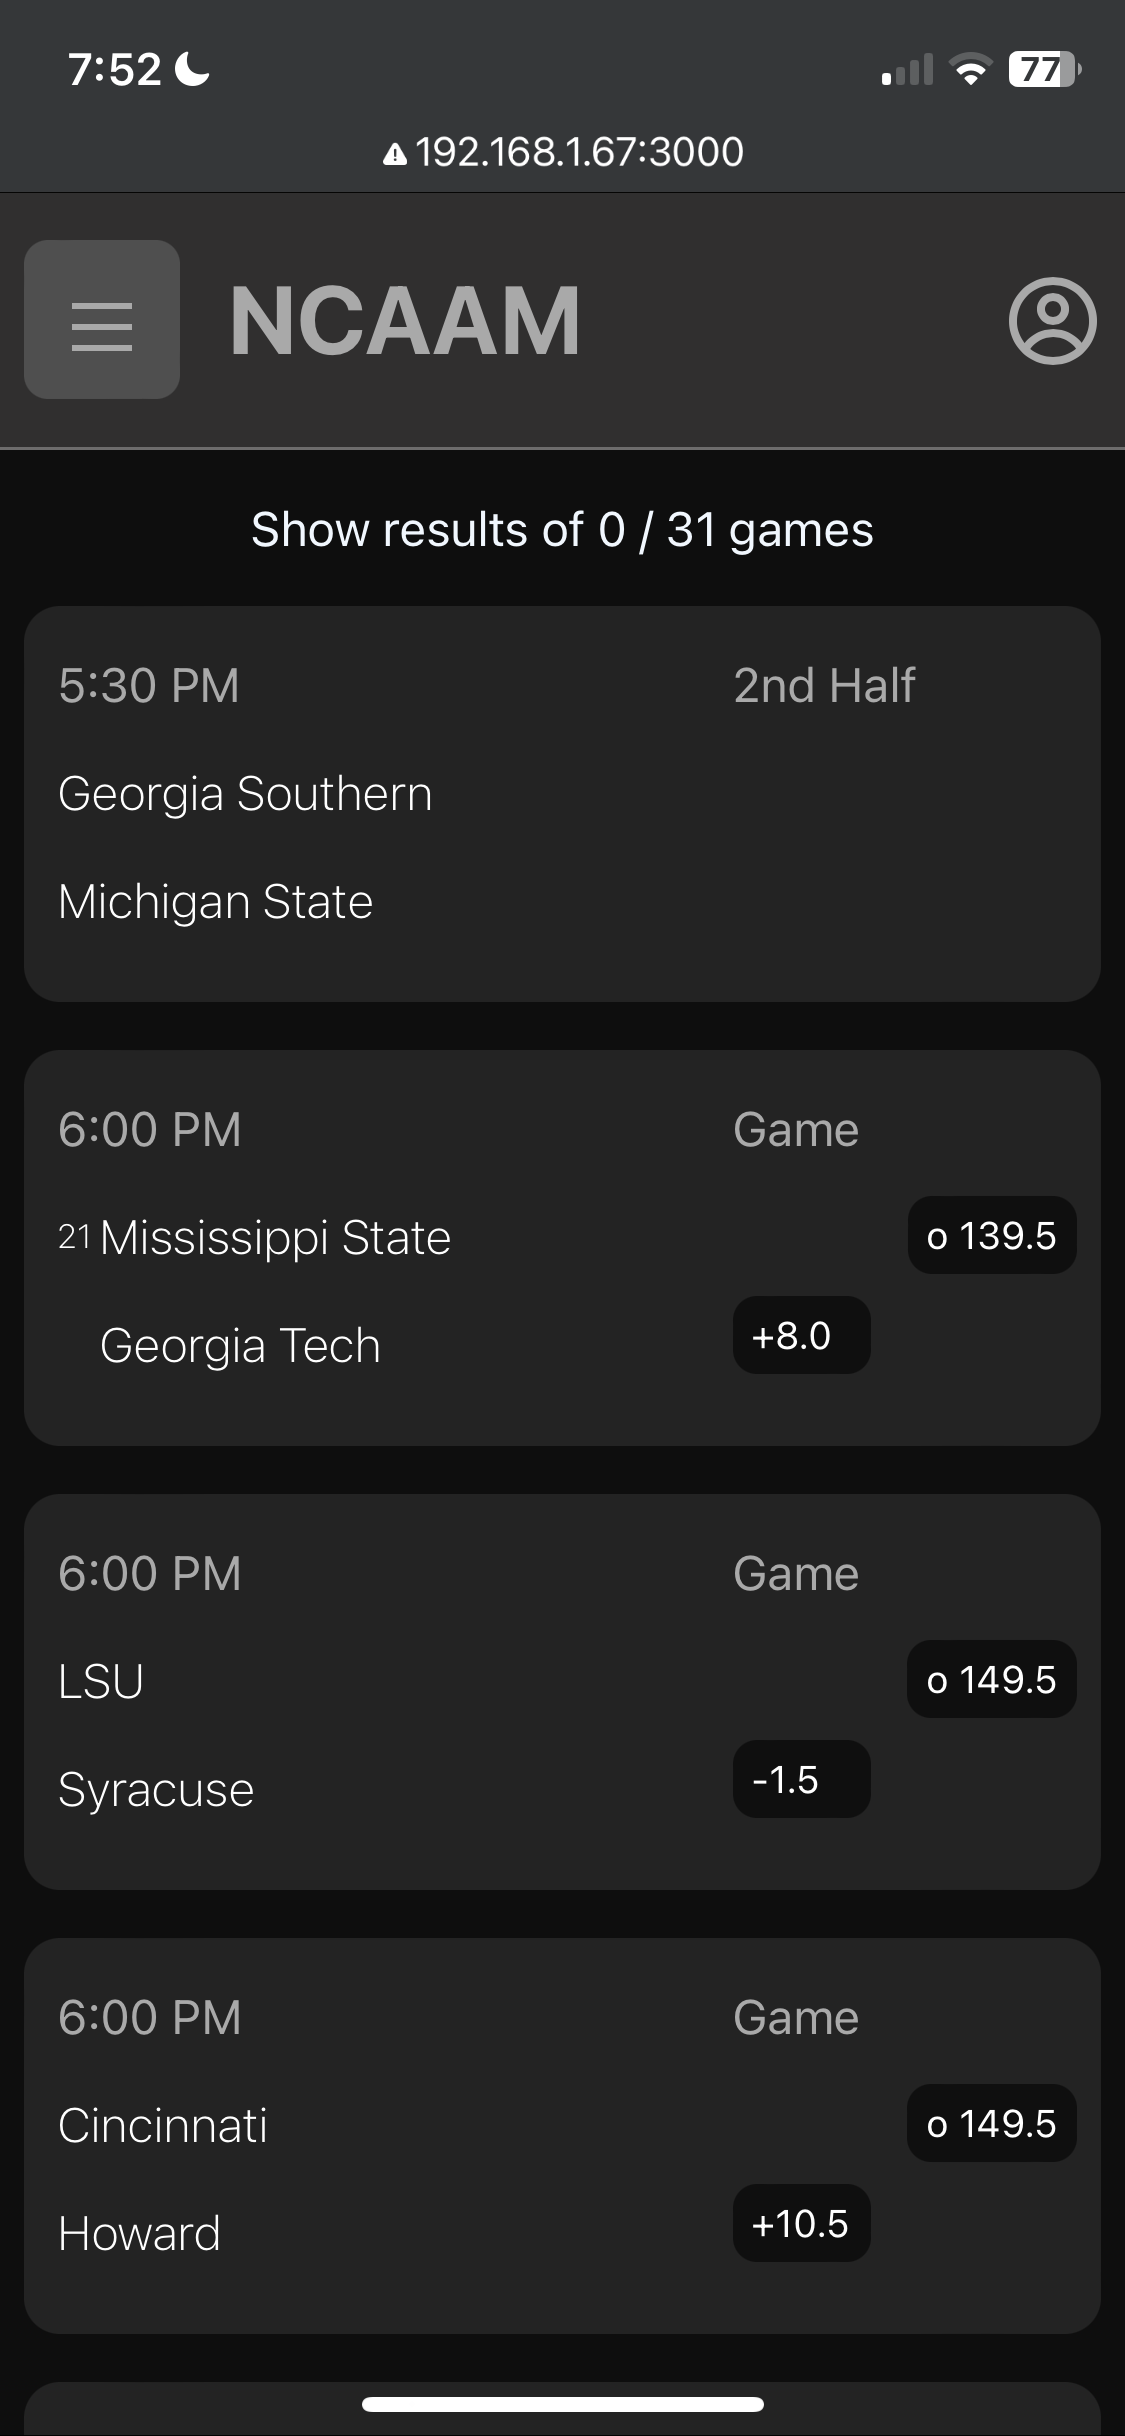 7:52
77
192.168.1.67:3000
NCAAM
Show results of 0 / 31 games
5:30 PM 2nd Half
Georgia Southern
Michigan State
6:00 PM Game
21 Mississippi State o 139.5
Georgia Tech +8.0
6:00 PM Game
LSU o 149.5
Syracuse -1.5
6:00 PM Game
Cincinnati o 149.5
Howard +10.5